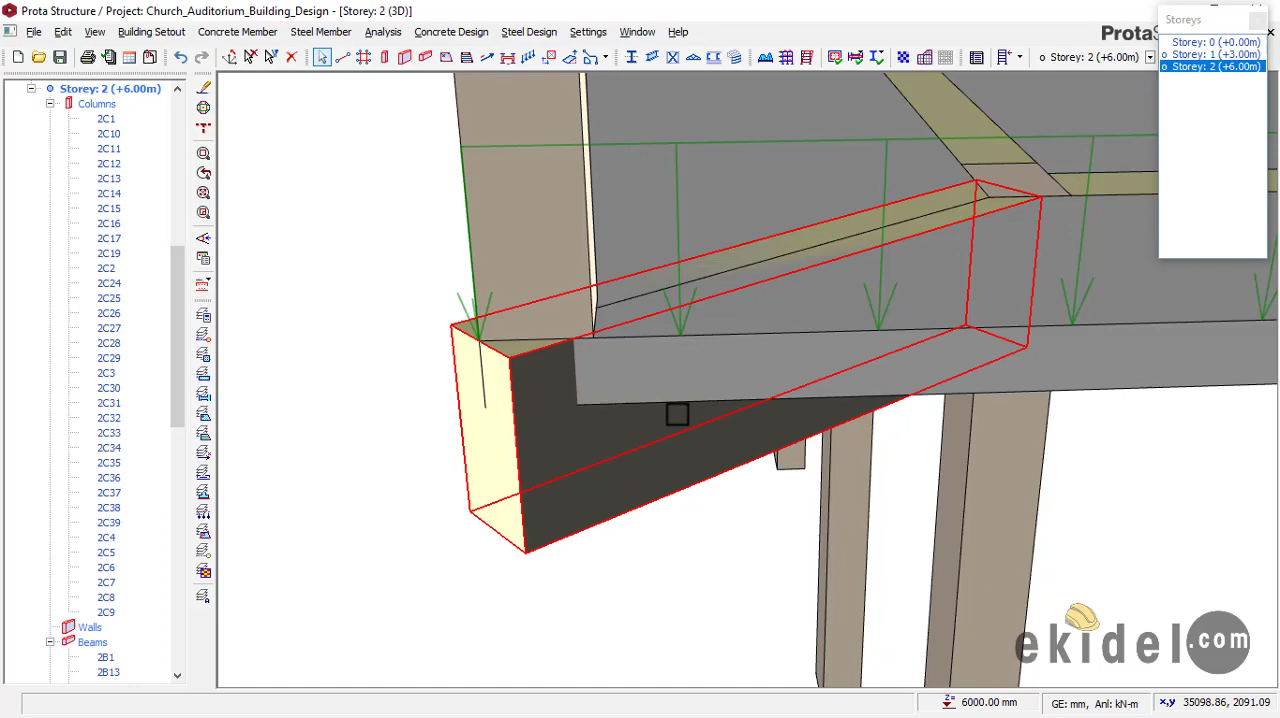 Prota Structure / Project: Church_Auditorium_Building_Design - [Storey: 2 (3D)]
File Edit View Building Setout Concrete Member Steel Member Analysis Concrete Design Steel Design Settings Window Help
Storey: 2 (+6.00m)
Storeys
Storey: 0 (+0.00m)
Storey: 1 (+3.00m)
Storey: 2 (+6.00m)
Storey: 2 (+6.00m)
Columns
2C1
2C10
2C11
2C12
2C13
2C14
2C15
2C16
2C17
2C19
2C2
2C24
2C25
2C26
2C27
2C28
2C29
2C3
2C30
2C31
2C32
2C33
2C34
2C35
2C36
2C37
2C38
2C39
2C4
2C5
2C6
2C7
2C8
2C9
Walls
Beams
2B1
2B13
ekidel.com
Z= 6000.00 mm
GE: mm, Anl: kN-m
x,y 35098.86, 2091.09